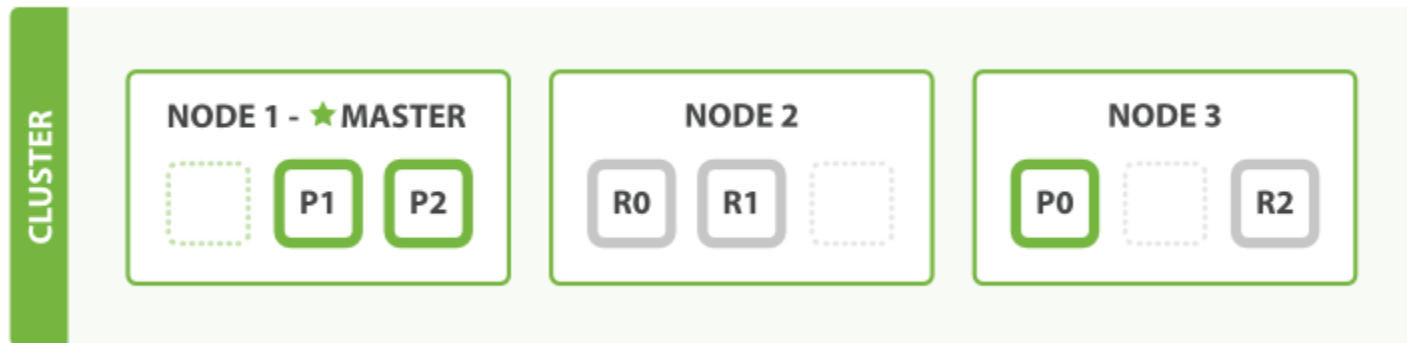 CLUSTER
NODE 1 - ★ MASTER
P1 P2
NODE 2
R0 R1
NODE 3
P0 R2